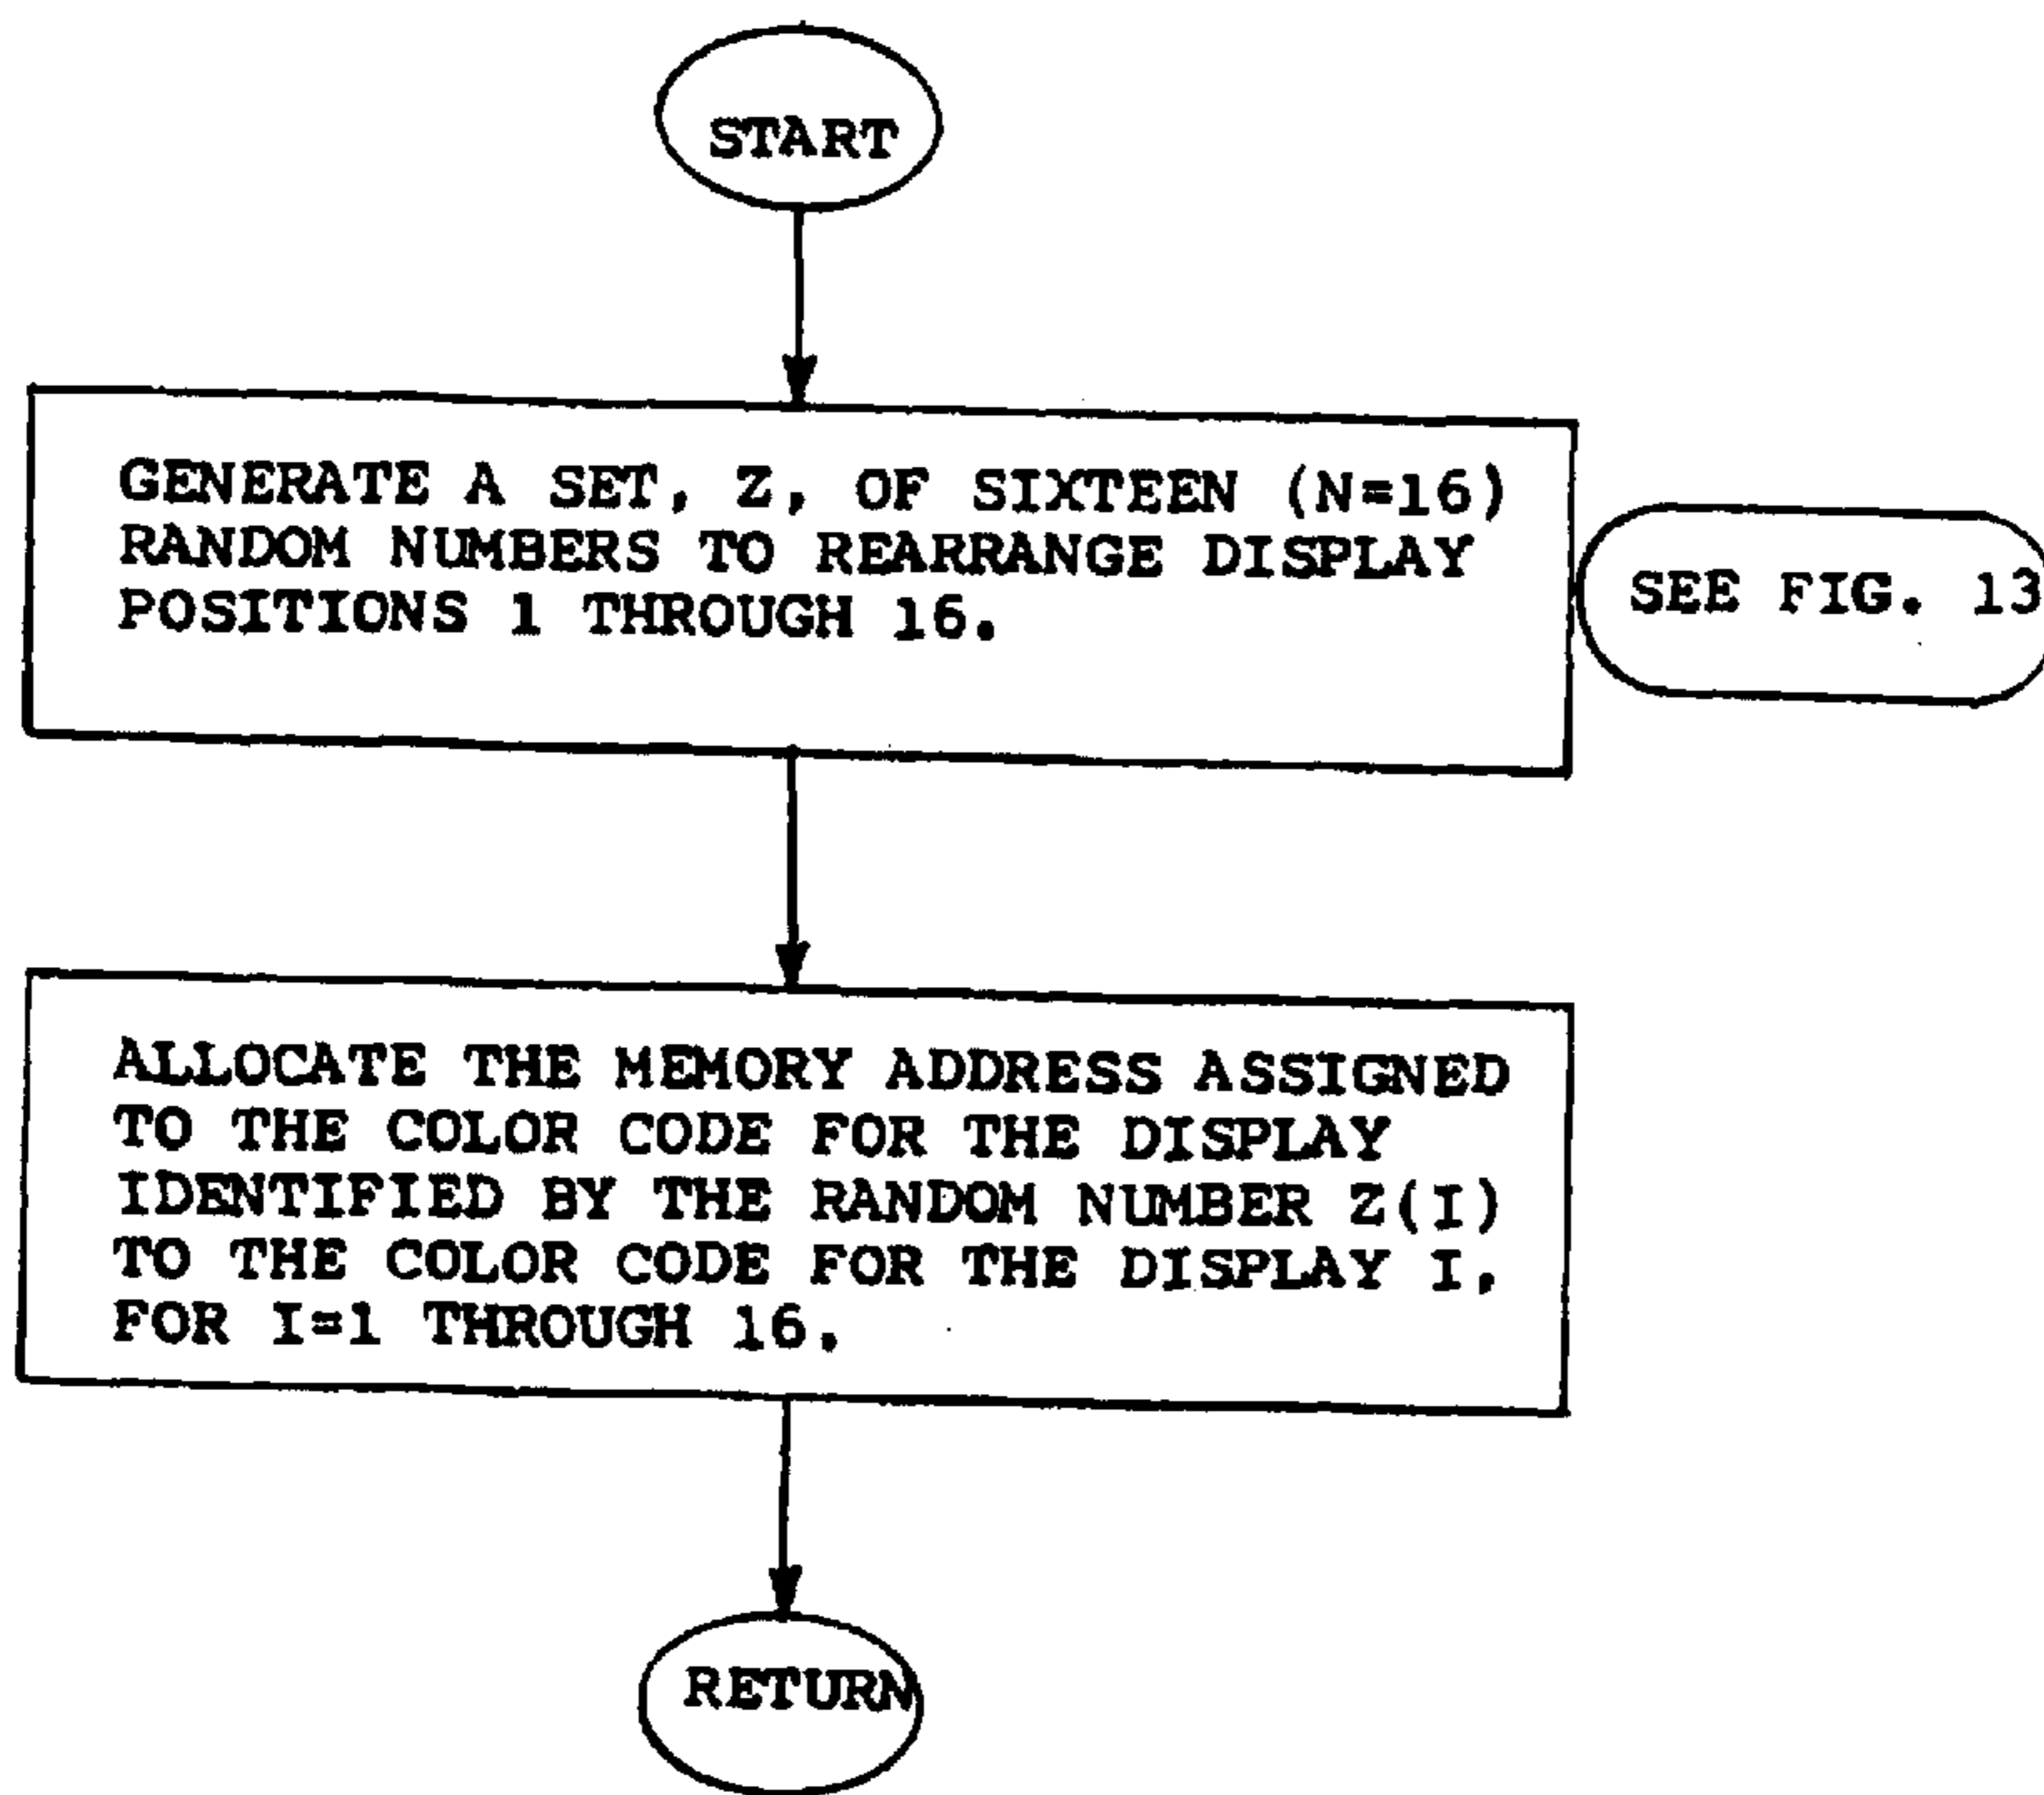 START
GENERATE A SET, Z, OF SIXTEEN (N=16)
RANDOM NUMBERS TO REARRANGE DISPLAY
POSITIONS 1 THROUGH 16.
SEE FIG. 13
ALLOCATE THE MEMORY ADDRESS ASSIGNED
TO THE COLOR CODE FOR THE DISPLAY
IDENTIFIED BY THE RANDOM NUMBER Z(I)
TO THE COLOR CODE FOR THE DISPLAY I,
FOR I=1 THROUGH 16.
RETURN